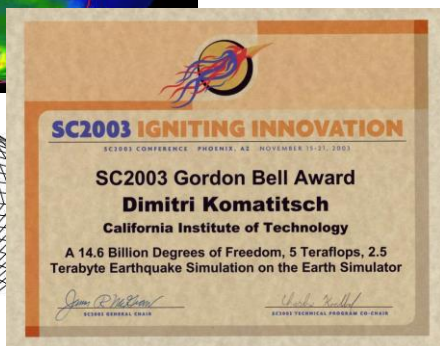 SC2003 IGNITING INNOVATION
SC2003 CONFERENCE PHOENIX, AZ NOVEMBER 15-21, 2003
SC2003 Gordon Bell Award
Dimitri Komatitsch
California Institute of Technology
A 14.6 Billion Degrees of Freedom, 5 Teraflops, 2.5
Terabyte Earthquake Simulation on the Earth Simulator
SC2003 GENERAL CHAIR
SC2003 TECHNICAL PROGRAM CO-CHAIR